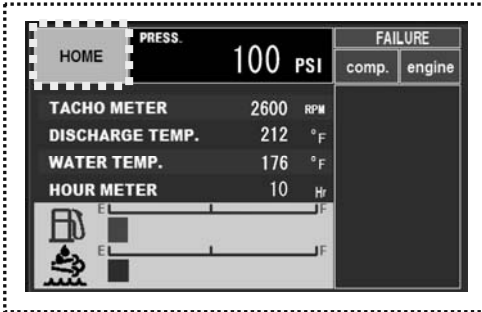 HOME
PRESS.
100 PSI
FAILURE
comp. engine
TACHO METER 2600 RPM
DISCHARGE TEMP. 212 °F
WATER TEMP. 176 °F
HOUR METER 10 Hr
E F
E F